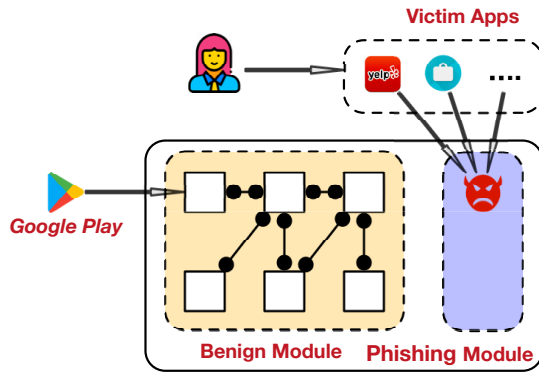 Victim Apps
yelp
....
Google Play
Benign Module
Phishing Module